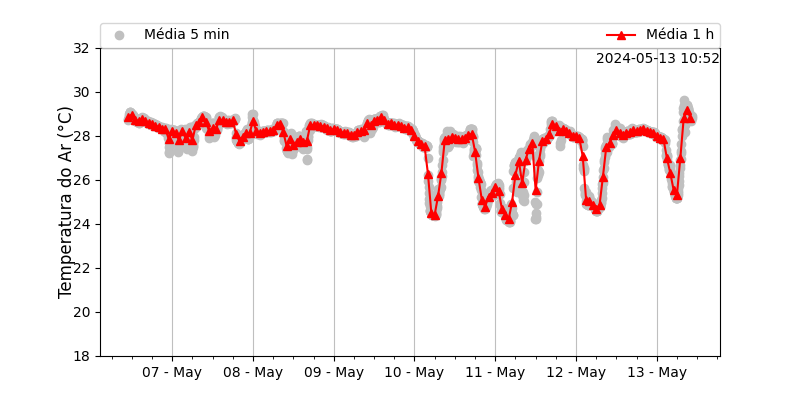 Média 5 min
Média 1 h
2024-05-13 10:52
Temperatura do Ar (°C)
32
30
28
26
24
22
20
18
07 - May
08 - May
09 - May
10 - May
11 - May
12 - May
13 - May